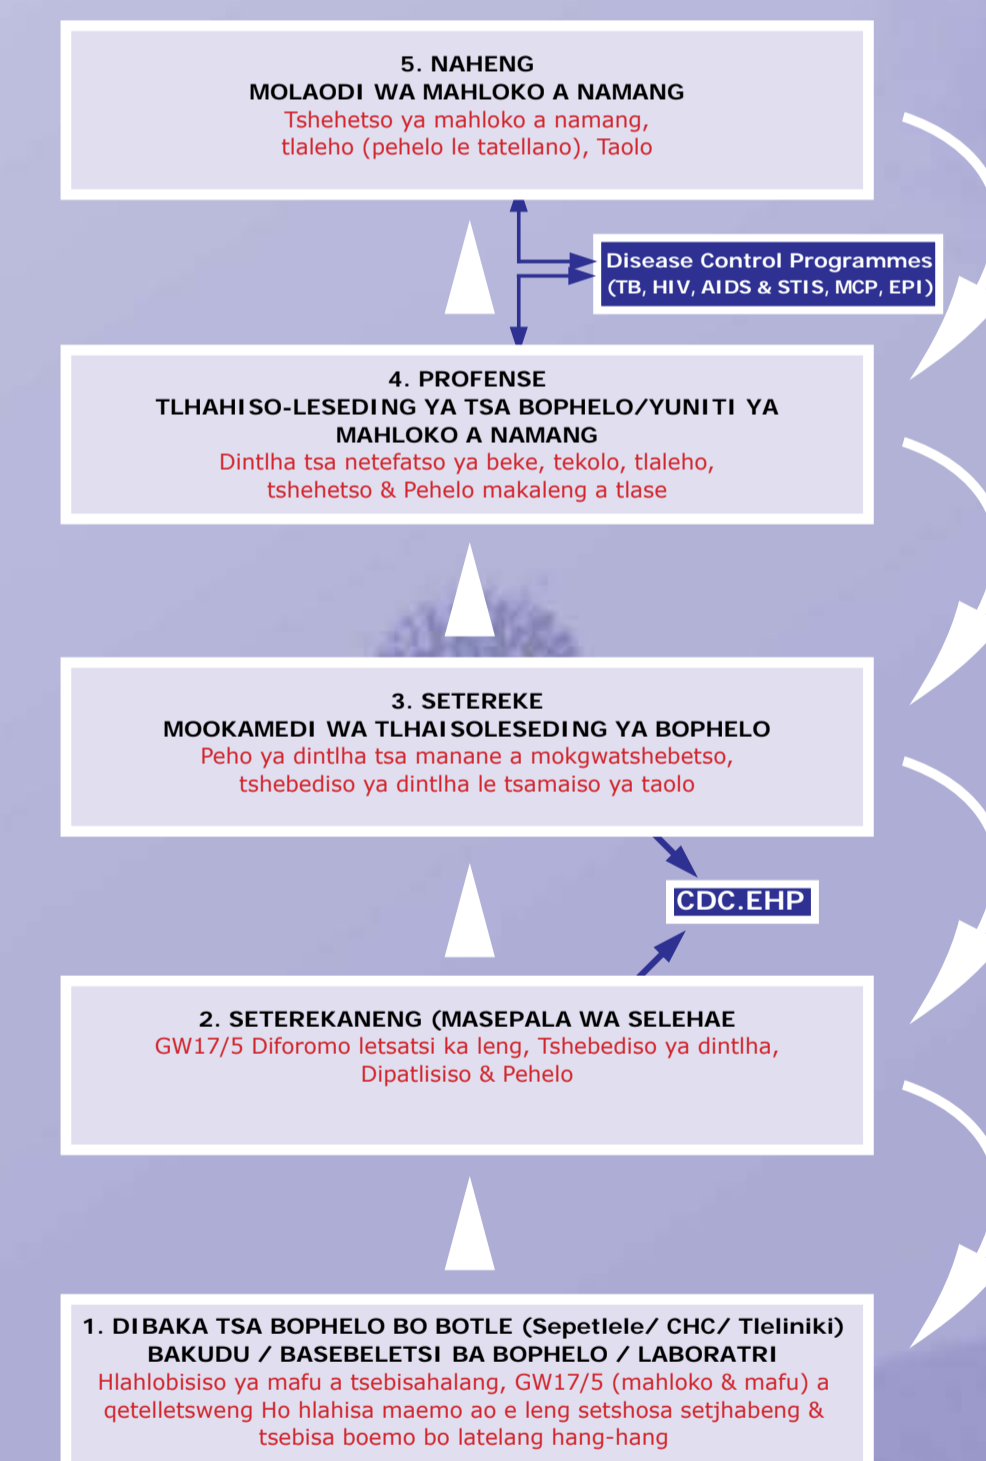 5. NAHENG
MOLAODI WA MAHLOKO A NAMANG
Tshehetso ya mahloko a namang,
tlaleho (pehelo le tatellano), Taolo
Disease Control Programmes
(TB, HIV, AIDS & STIS, MCP, EPI)
4. PROFENSE
TLHAHISO-LESEDING YA TSA BOPHELO/YUNITI YA
MAHLOKO A NAMANG
Dintlha tsa netefatso ya beke, tekolo, tlaleho,
tshehetso & Pehelo makaleng a tlase
3. SETEREKE
MOOKAMEDI WA TLHAISOLESEDING YA BOPHELO
Peho ya dintlha tsa manane a mokgwatshebetso,
tshebediso ya dintlha le tsamaiso ya taolo
CDC.EHP
2. SETEREKANENG (MASEPALA WA SELEHAE
GW17/5 Diforomo letsatsi ka leng, Tshebediso ya dintlha,
Dipatlisiso & Pehelo
1. DIBAKA TSA BOPHELO BO BOTLE (Sepetlele/ CHC/ Tleliniki)
BAKUDU / BASEBELETSI BA BOPHELO / LABORATRI
Hlahlobisiso ya mafu a tsebisahalang, GW17/5 (mahloko & mafu) a
qetelletsweng Ho hlahisa maemo ao e leng setshosa setjhabeng &
tsebisa boemo bo latelang hang-hang